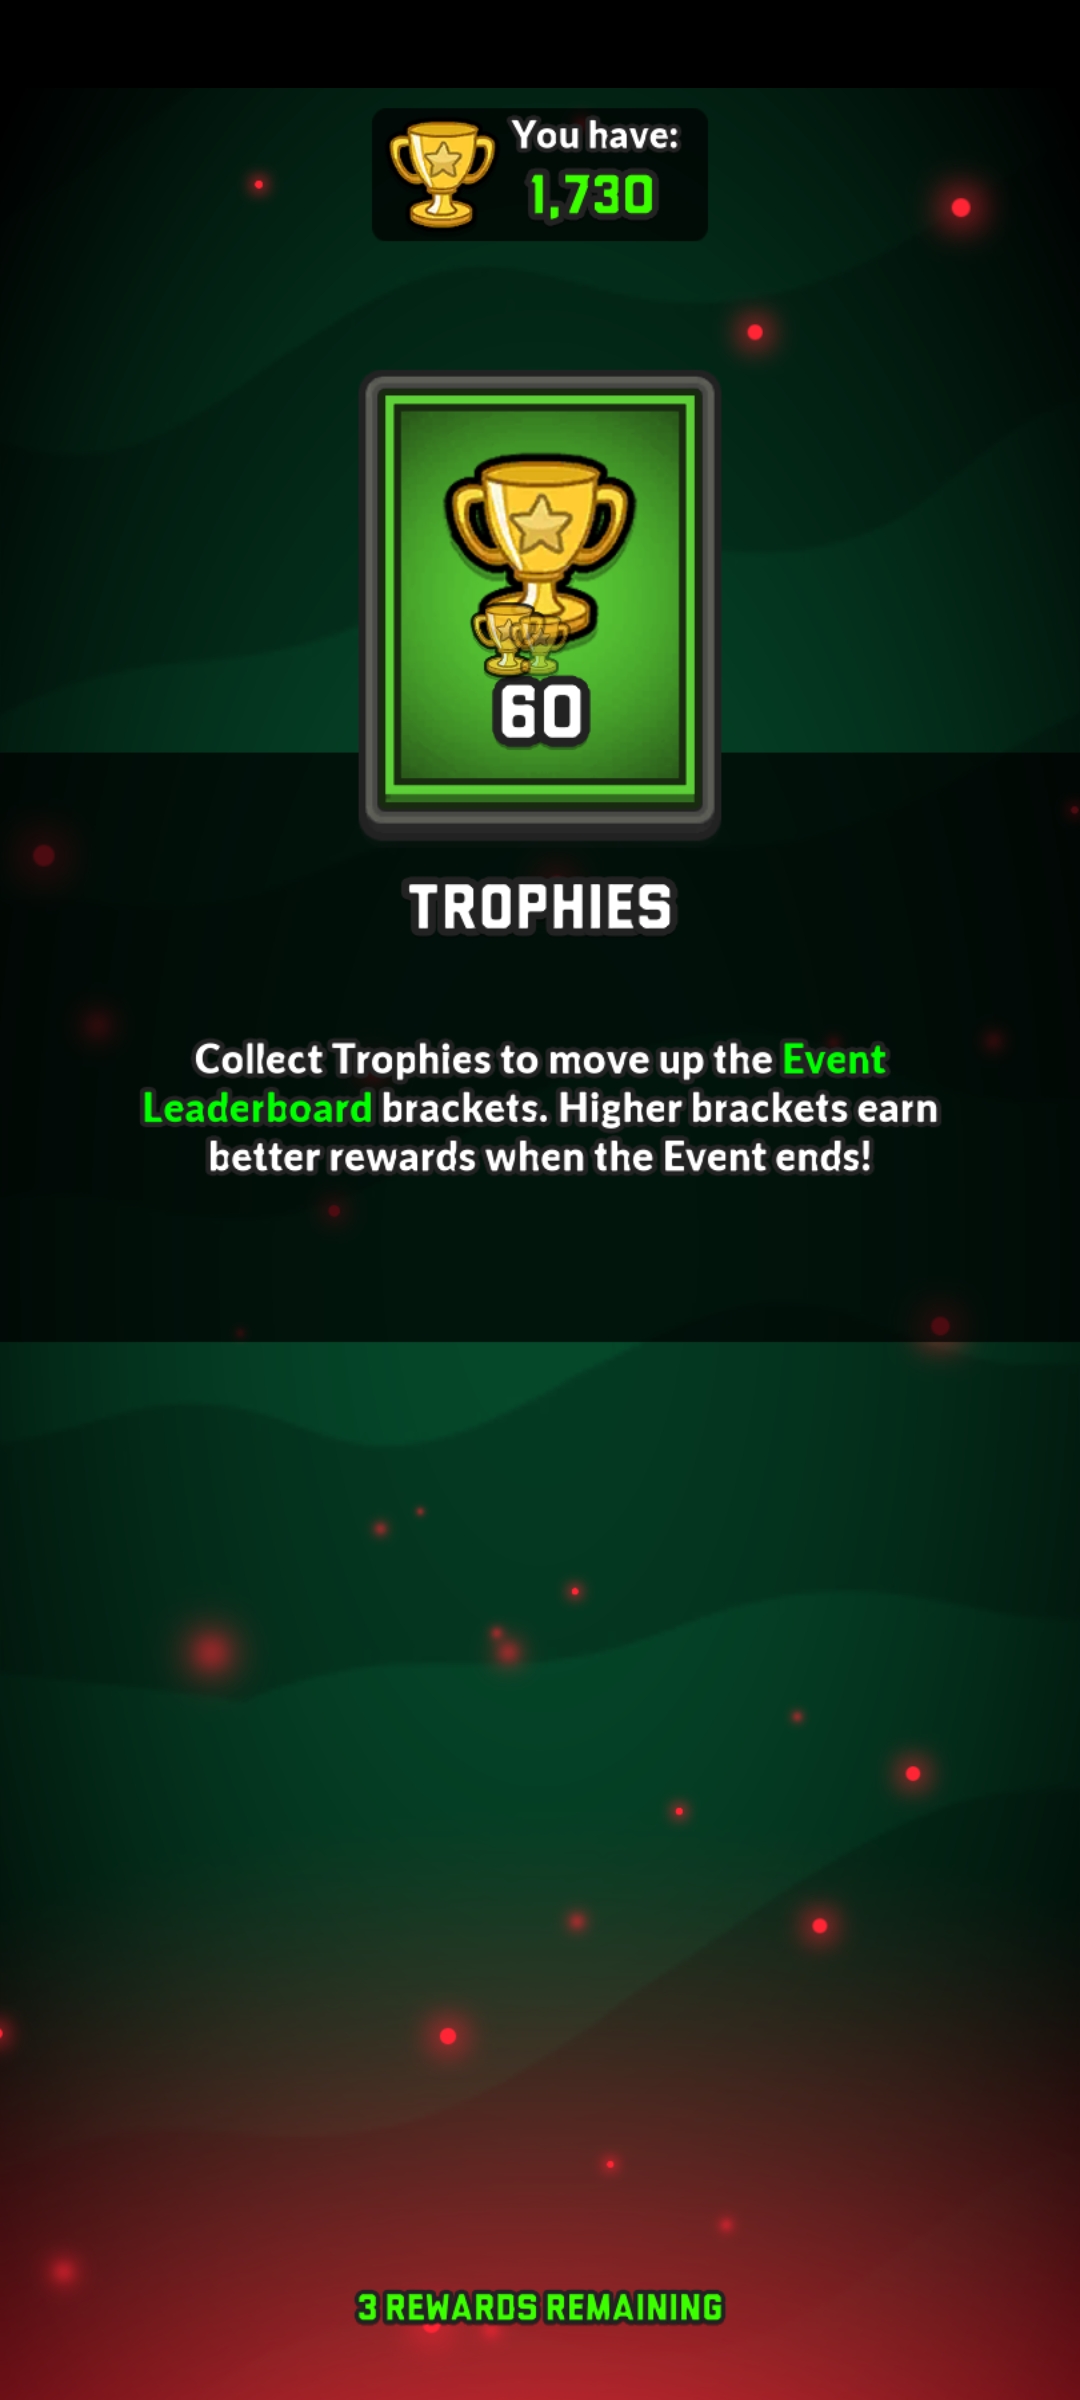 You have:
1,730
60
TROPHIES
Collect Trophies to move up the Event
Leaderboard brackets. Higher brackets earn
better rewards when the Event ends!
3 REWARDS REMAINING